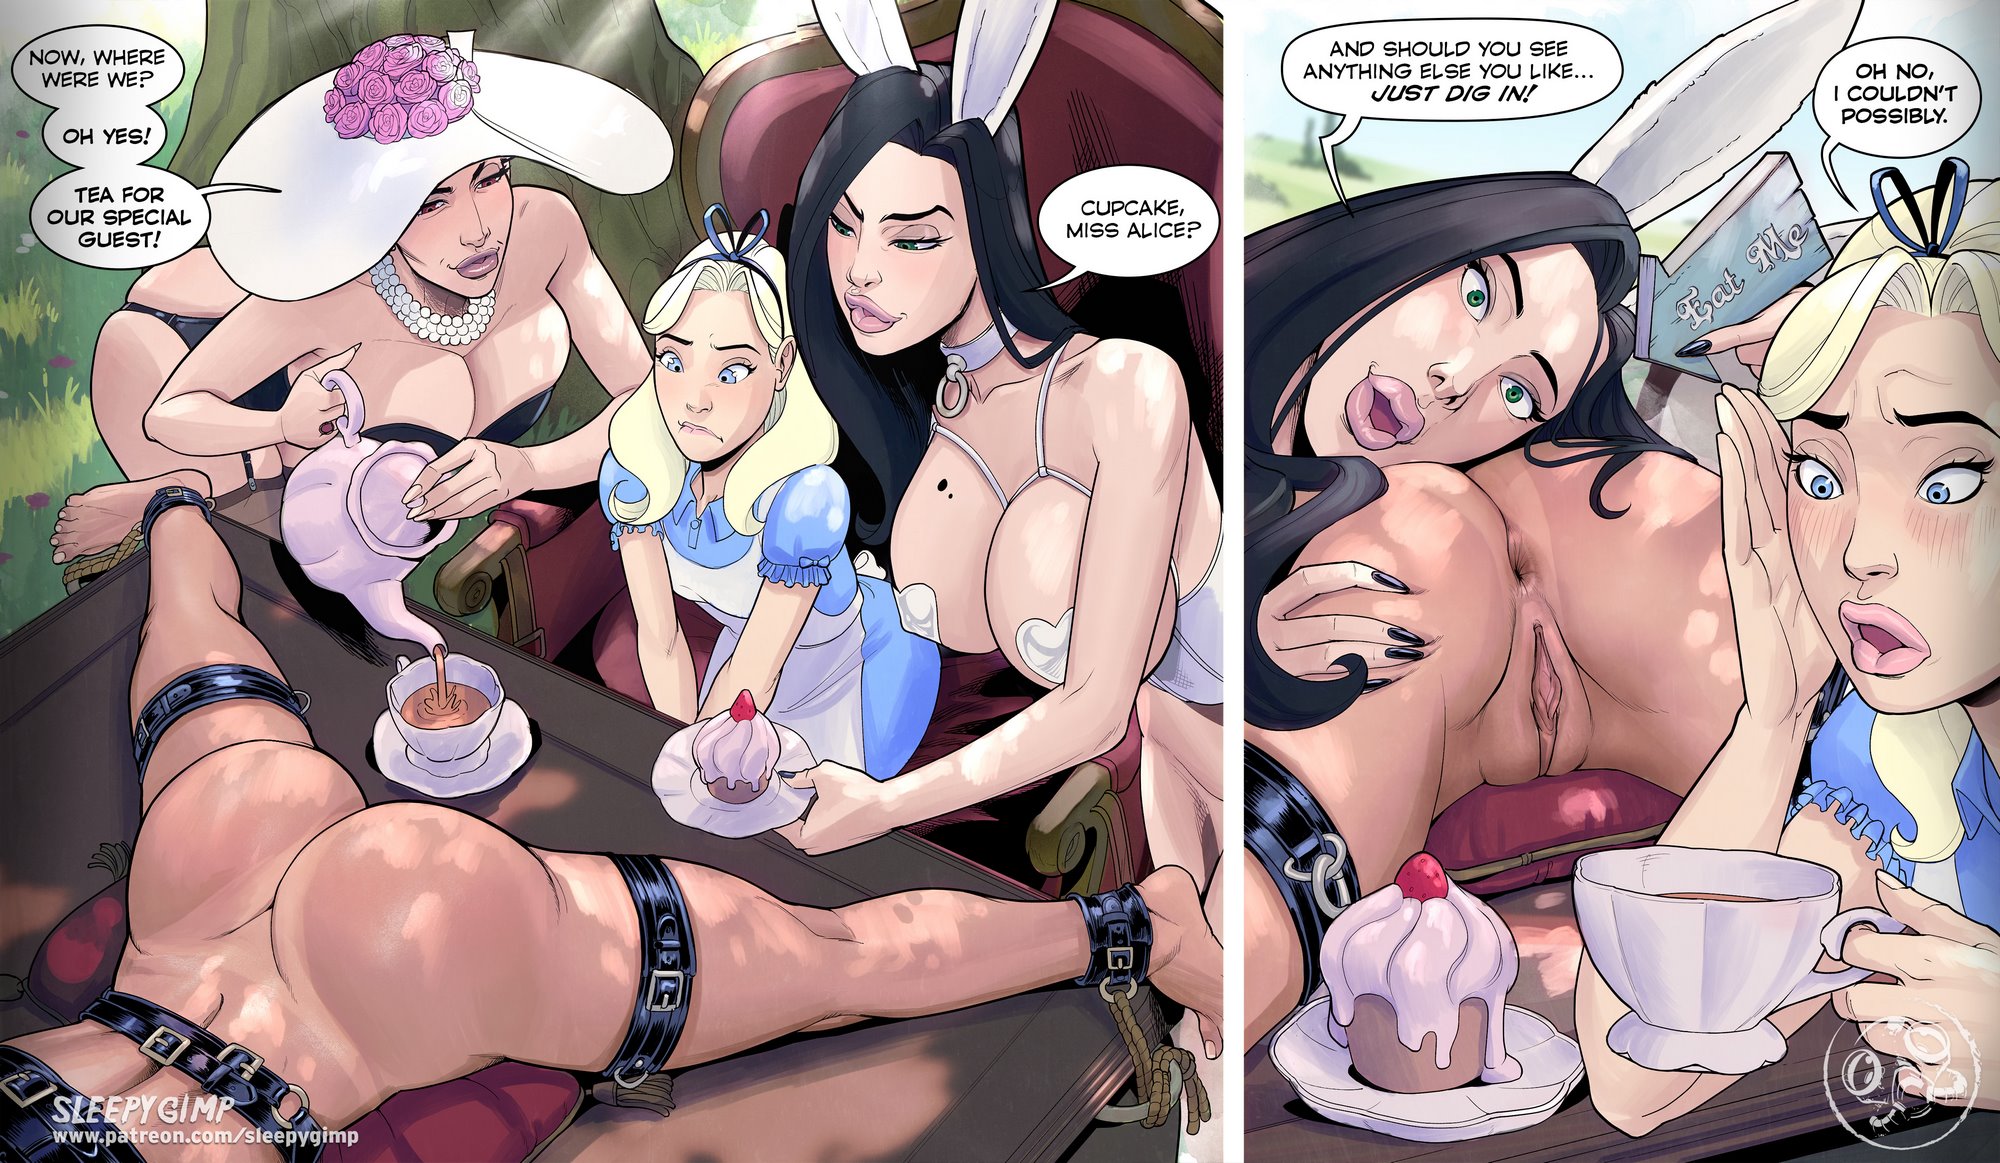 NOW, WHERE
WERE WE?
OH YES!
TEA FOR
OUR SPECIAL
GUEST!
CUPCAKE,
MISS ALICE?
AND SHOULD YOU SEE
ANYTHING ELSE YOU LIKE...
JUST DIG IN!
OH NO,
I COULDN'T
POSSIBLY.
Eat Me
SLEEPYGIMP
www.patreon.com/sleepygimp